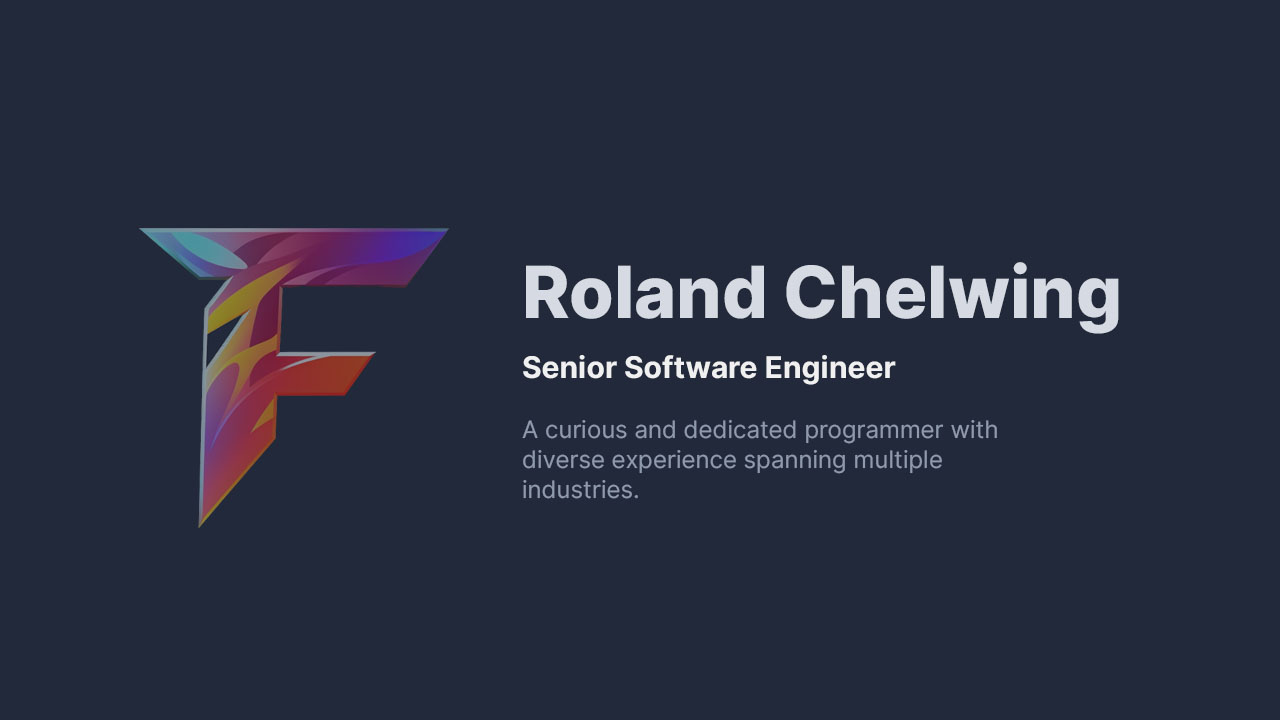 Roland Chelwing
Senior Software Engineer
A curious and dedicated programmer with
diverse experience spanning multiple
industries.